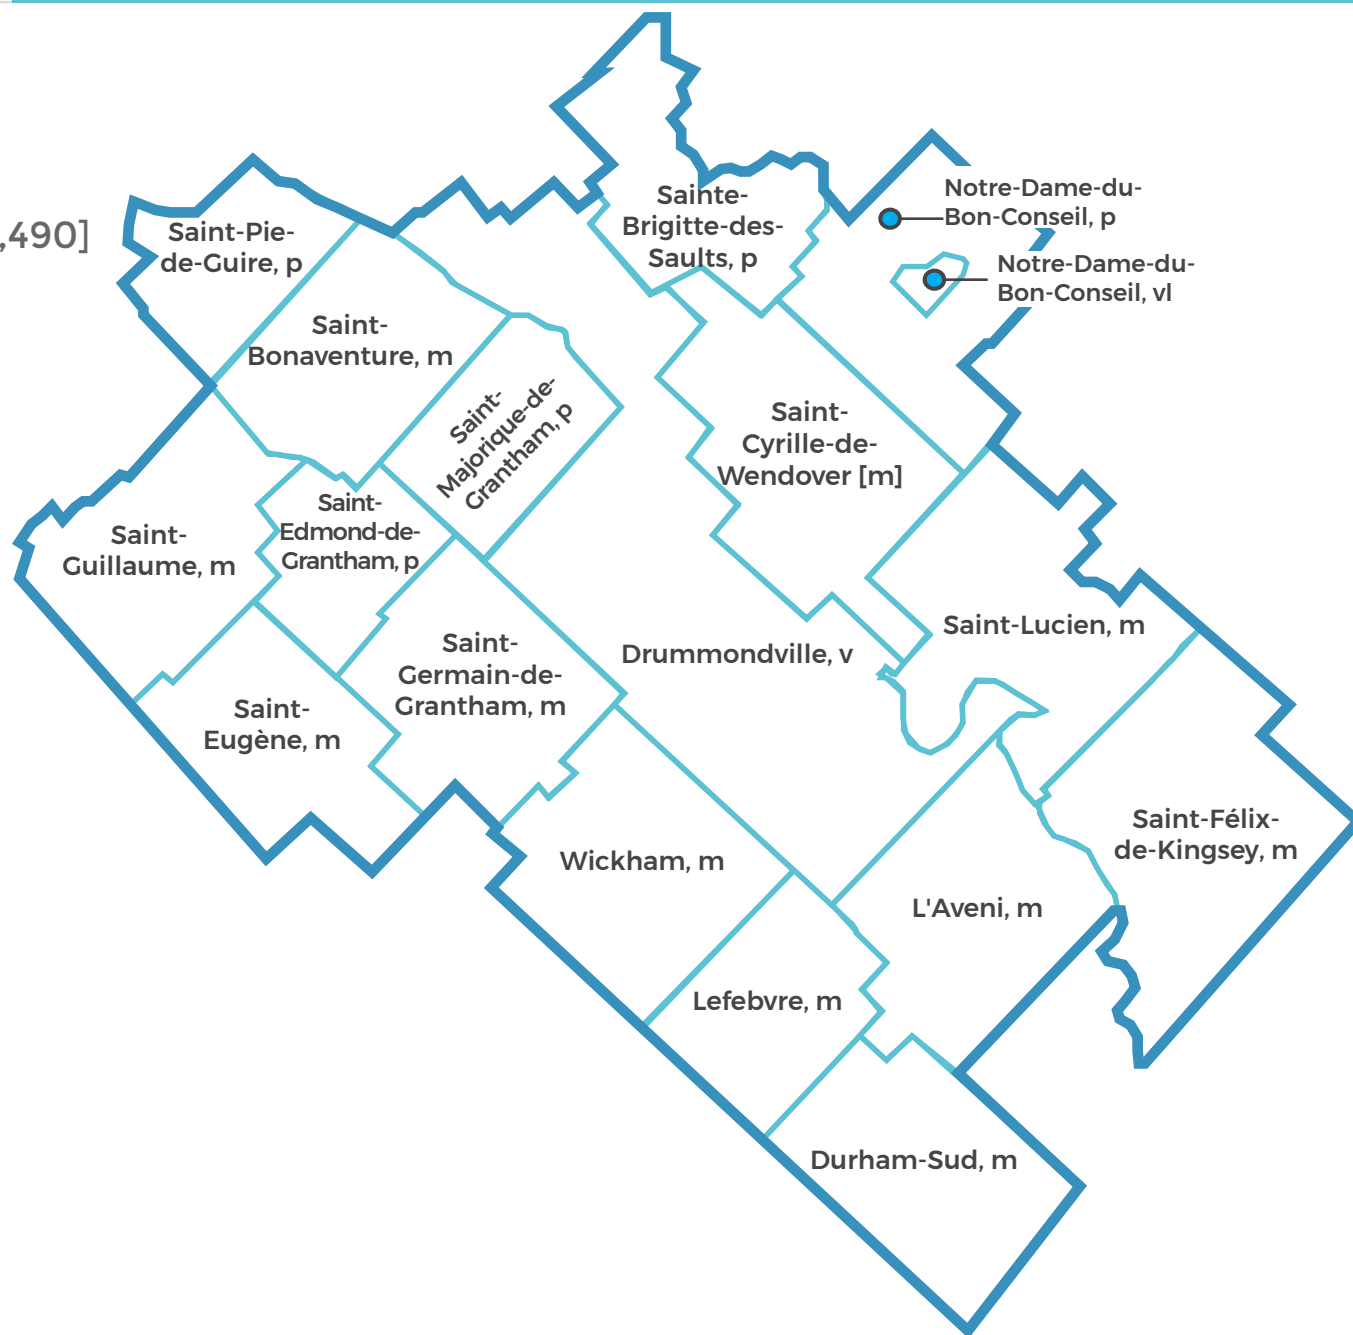 ,490]
Notre-Dame-du-
Bon-Conseil, p
Sainte-
Brigitte-des-
Saults, p
Saint-Pie-
de-Guire, p
Notre-Dame-du-
Bon-Conseil, vl
Saint-
Bonaventure, m
Saint-
Majorique-de-
Grantham, p
Saint-
Cyrille-de-
Wendover [m]
Saint-
Edmond-de-
Grantham, p
Saint-
Guillaume, m
Saint-Lucien, m
Saint-
Germain-de-
Grantham, m
Drummondville, v
Saint-
Eugène, m
Saint-Félix-
de-Kingsey, m
Wickham, m
L'Aveni, m
Lefebvre, m
Durham-Sud, m